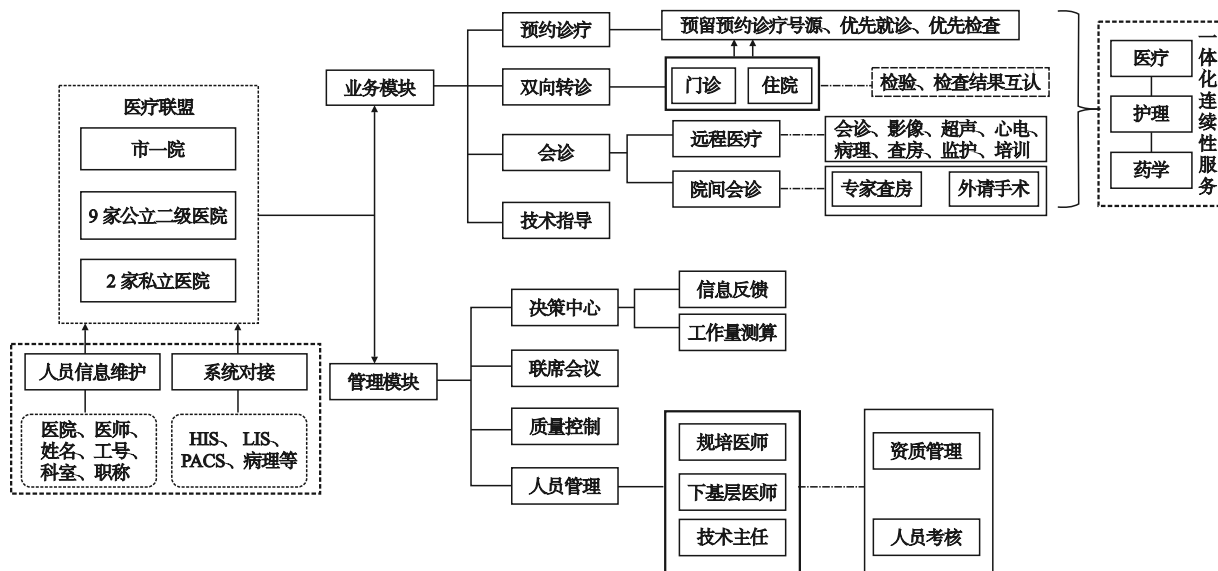 医疗联盟
市一院
9 家公立二级医院
2 家私立医院
人员信息维护
系统对接
医院、医师、
姓名、工号、
科室、职称
HIS、 LIS、
PACS、病理等
业务模块
管理模块
预约诊疗
双向转诊
会诊
技术指导
预留预约诊疗号源、优先就诊、优先检查
门诊
住院
检验、检查结果互认
远程医疗
会诊、影像、超声、心电、
病理、查房、监护、培训
院间会诊
专家查房
外请手术
医疗
护理
药学
一体化连续性服务
决策中心
信息反馈
工作量测算
联席会议
质量控制
人员管理
规培医师
下基层医师
技术主任
资质管理
人员考核